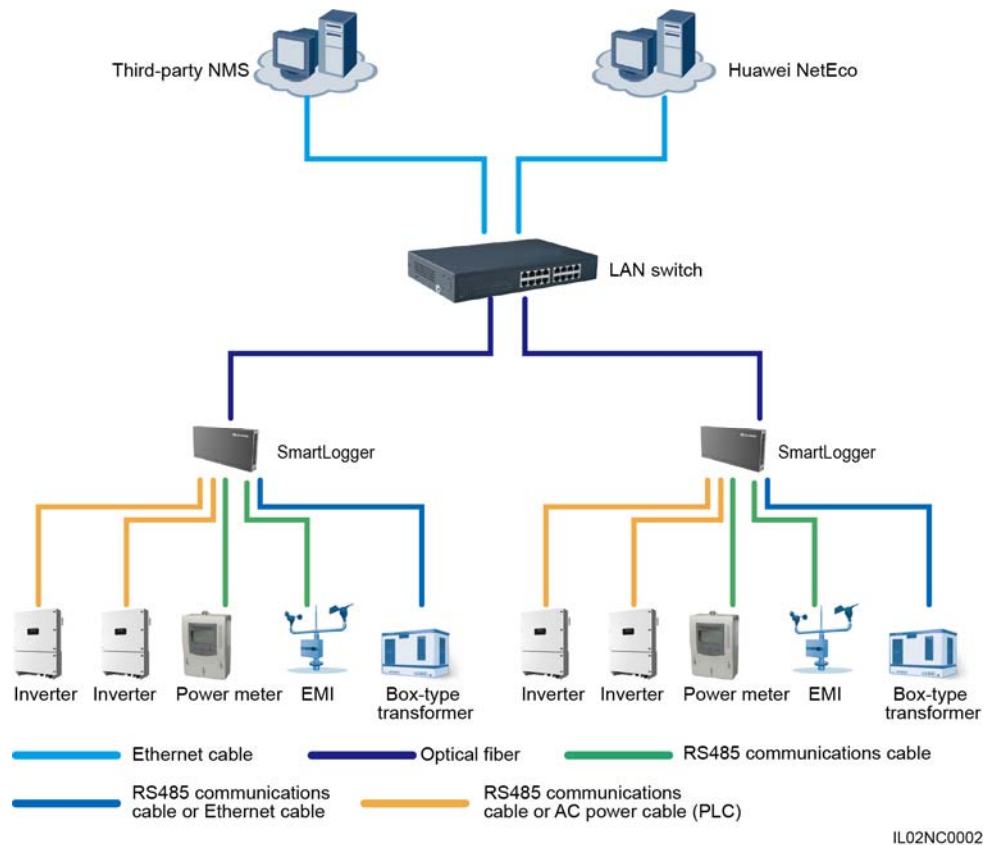 Third-party NMS
Huawei NetEco
LAN switch
SmartLogger
SmartLogger
Inverter
Inverter
Power meter
EMI
Box-type
transformer
Inverter
Inverter
Power meter
EMI
Box-type
transformer
Ethernet cable
Optical fiber
RS485 communications cable
RS485 communications
cable or Ethernet cable
RS485 communications
cable or AC power cable (PLC)
IL02NC0002